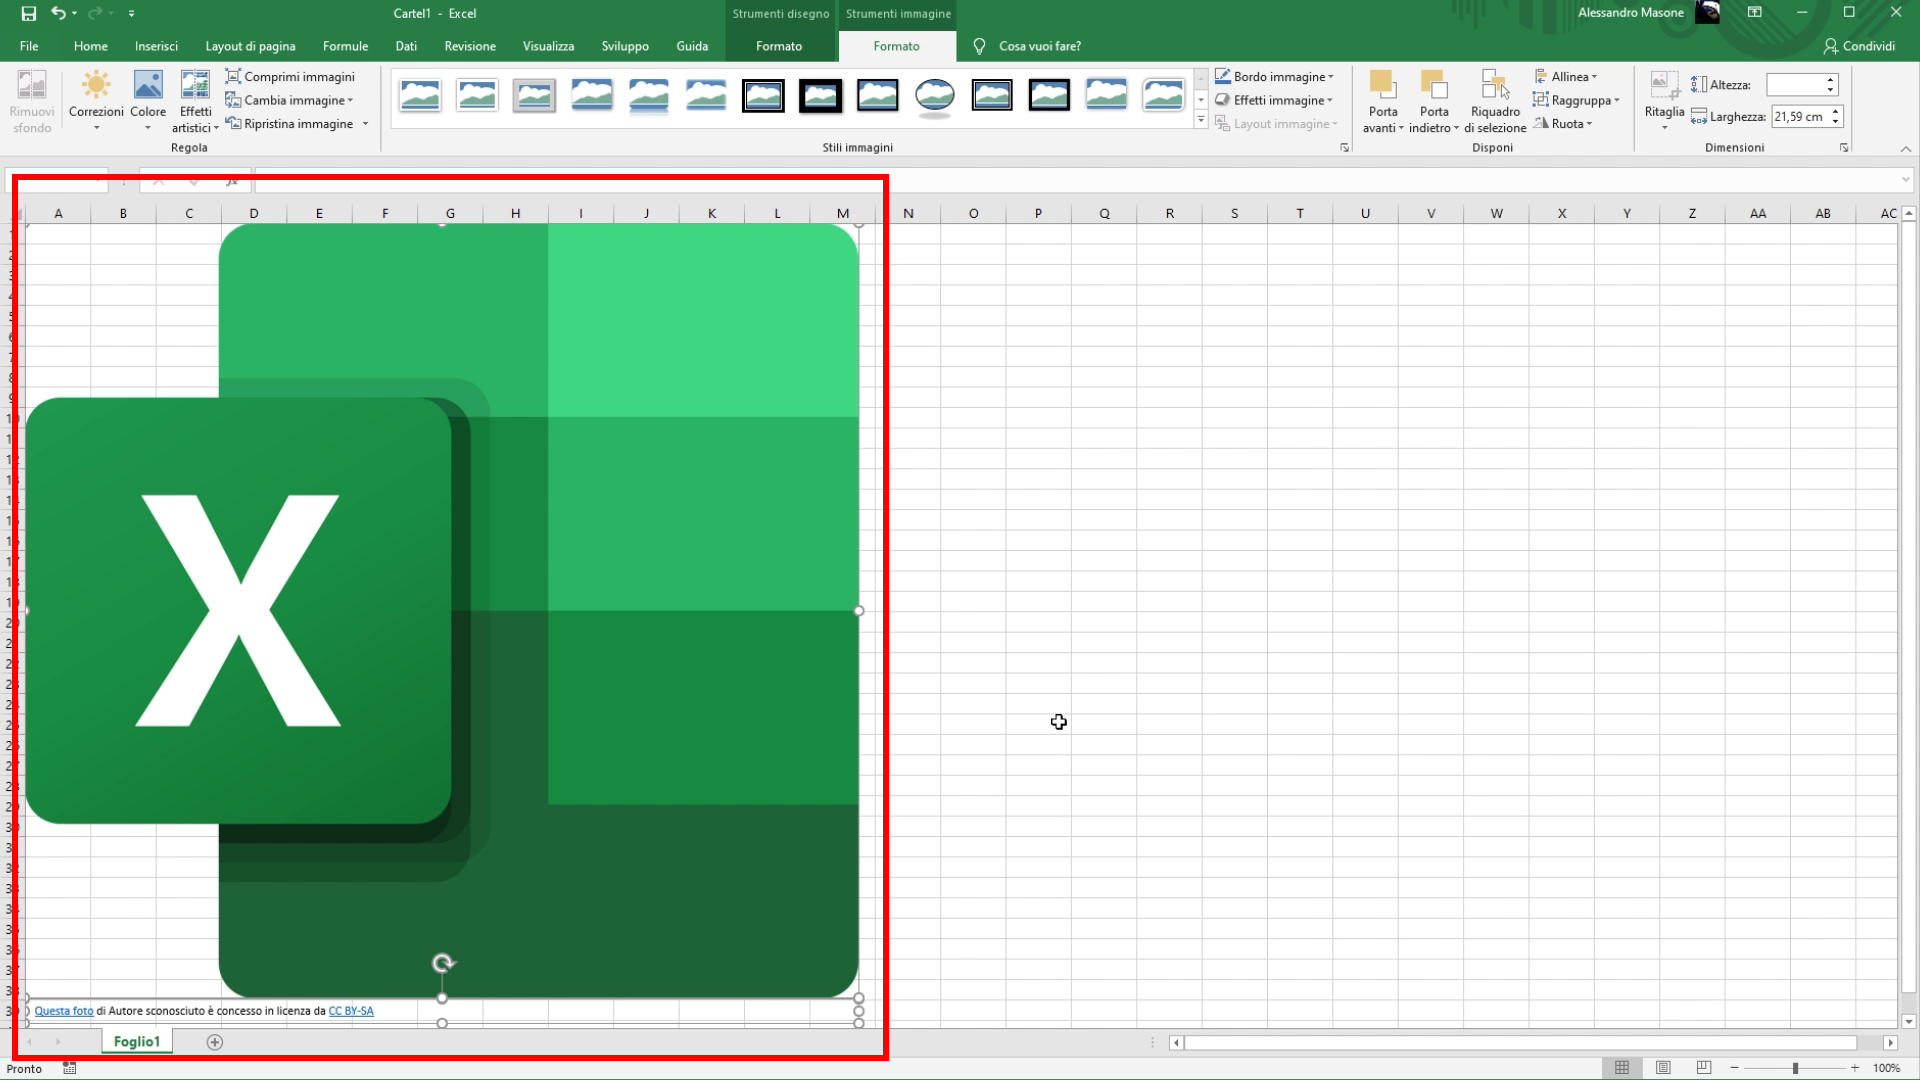 Cartel1 - Excel
Strumenti disegno
Strumenti immagine
Alessandro Masone
File
Home
Inserisci
Layout di pagina
Formule
Dati
Revisione
Visualizza
Sviluppo
Guida
Formato
Formato
Cosa vuoi fare?
Condividi
Rimuovi
sfondo
Correzioni
Colore
Effetti
artistici
Comprimi immagini
Cambia immagine
Ripristina immagine
Regola
Stili immagini
Bordo immagine
Effetti immagine
Layout immagine
Porta
avanti
Porta
indietro
Riquadro
di selezione
Allinea
Raggruppa
Ruota
Disponi
Ritaglia
Altezza:
Larghezza: 21,59 cm
Dimensioni
fx
A B C D E F G H I J K L M N O P Q R S T U V W X Y Z AA AB AC
X
Questa foto di Autore sconosciuto è concesso in licenza da CC BY-SA
Foglio1
Pronto
100%